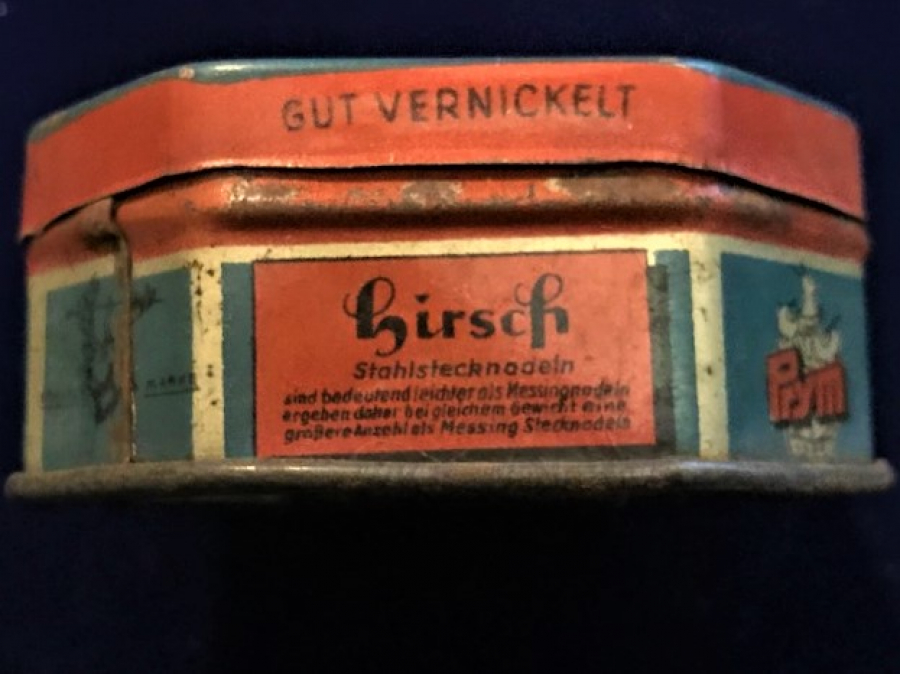 GUT VERNICKELT
Hirsch
Stahlstecknadeln
sind bedeutend leichter als Messingnadeln
ergeben daher bei gleichem Gewicht eine
größere Anzahl als Messing Stecknadeln
MARKE
Prym